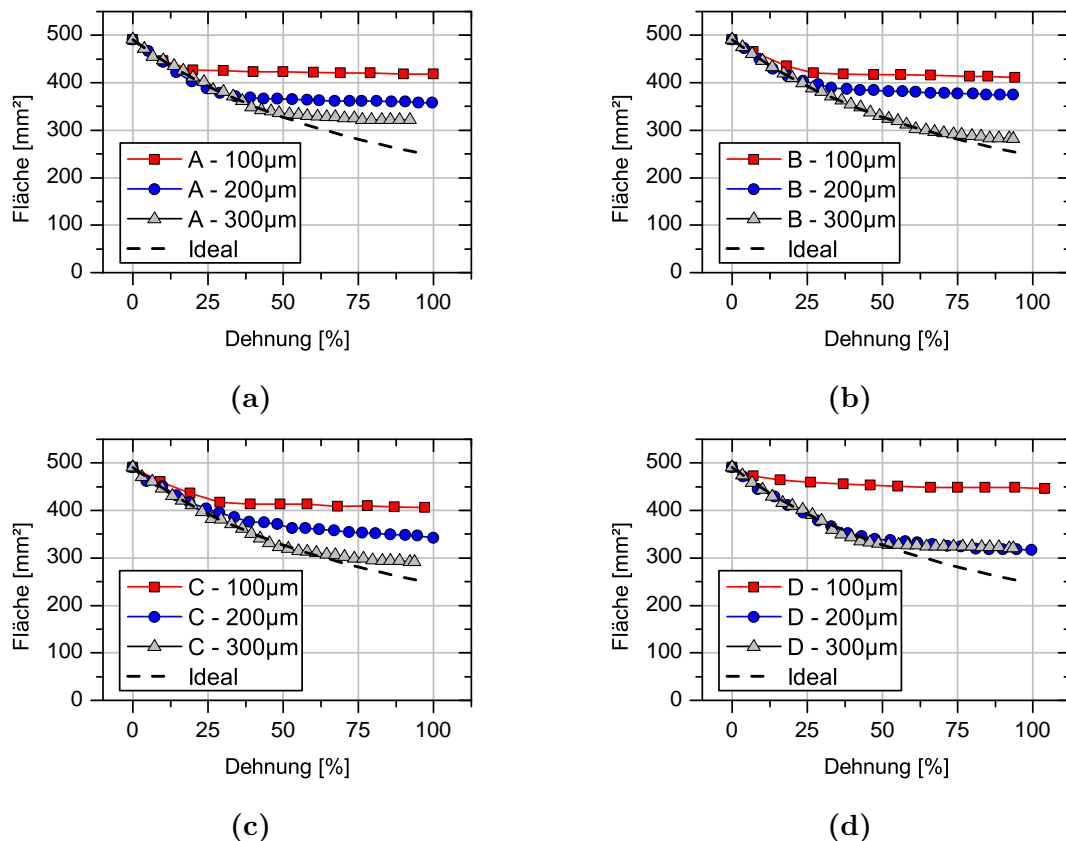 500
400
300
200
100
0
Fläche [mm²]
A - 100µm
A - 200µm
A - 300µm
Ideal
0 25 50 75 100
Dehnung [%]
(a)
500
400
300
200
100
0
Fläche [mm²]
B - 100µm
B - 200µm
B - 300µm
Ideal
0 25 50 75 100
Dehnung [%]
(b)
500
400
300
200
100
0
Fläche [mm²]
C - 100µm
C - 200µm
C - 300µm
Ideal
0 25 50 75 100
Dehnung [%]
(c)
500
400
300
200
100
0
Fläche [mm²]
D - 100µm
D - 200µm
D - 300µm
Ideal
0 25 50 75 100
Dehnung [%]
(d)